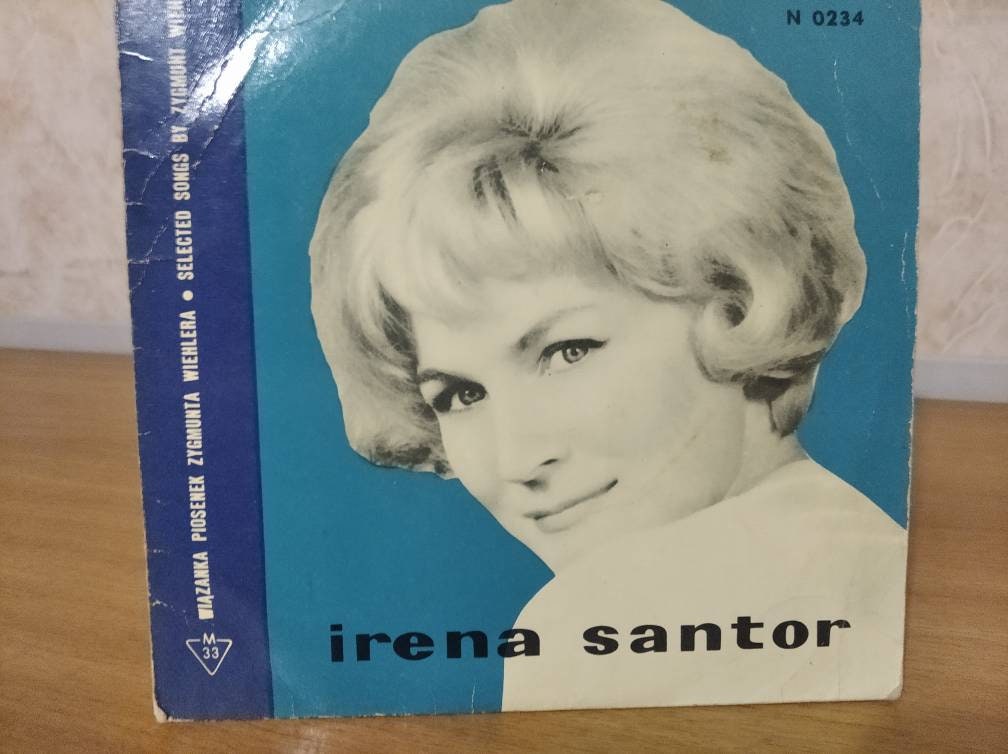 N 0234
WIĄZANKA PIOSENEK ZYGMUNTA WIEHLERA • SELECTED SONGS BY ZYGMUNT
M
33
irena santor